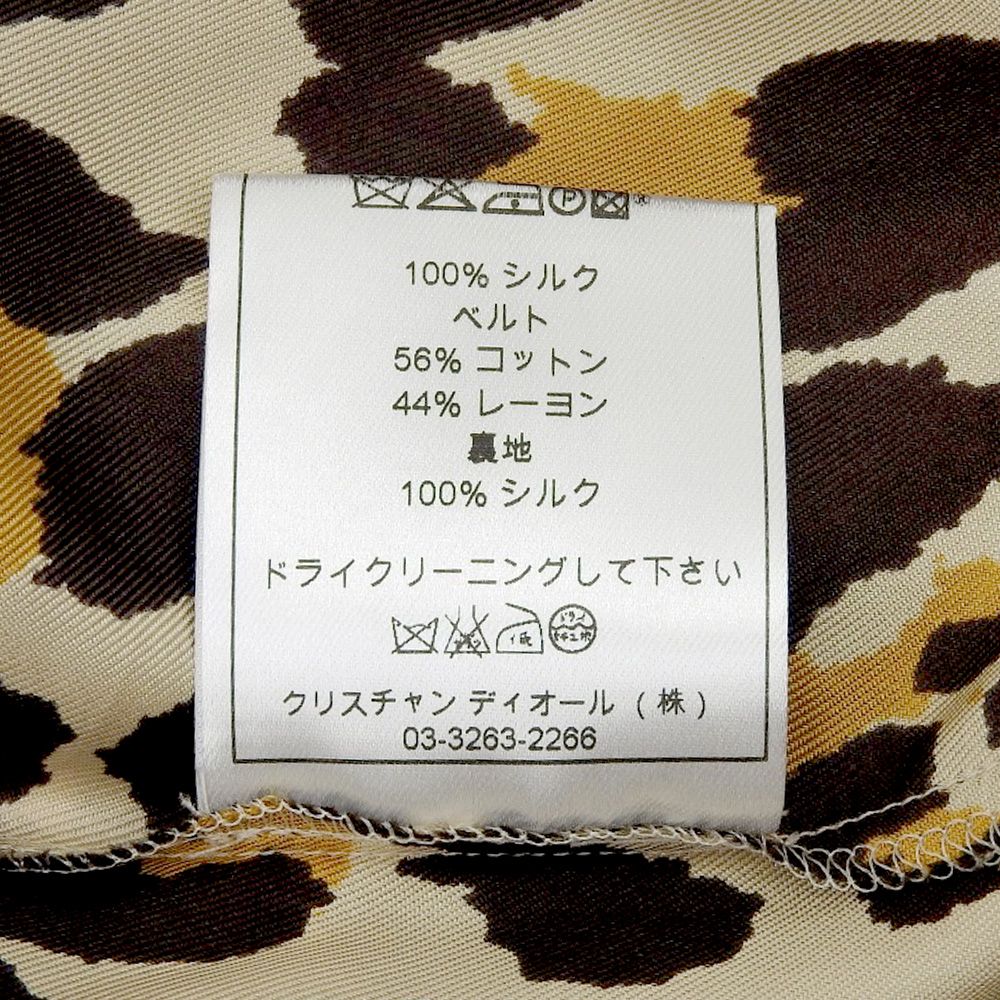 P
100% シルク
ベルト
56% コットン
44% レーヨン
裏地
100% シルク
ドライクリーニングして下さい
低
クリスチャン ディオール (株)
03-3263-2266